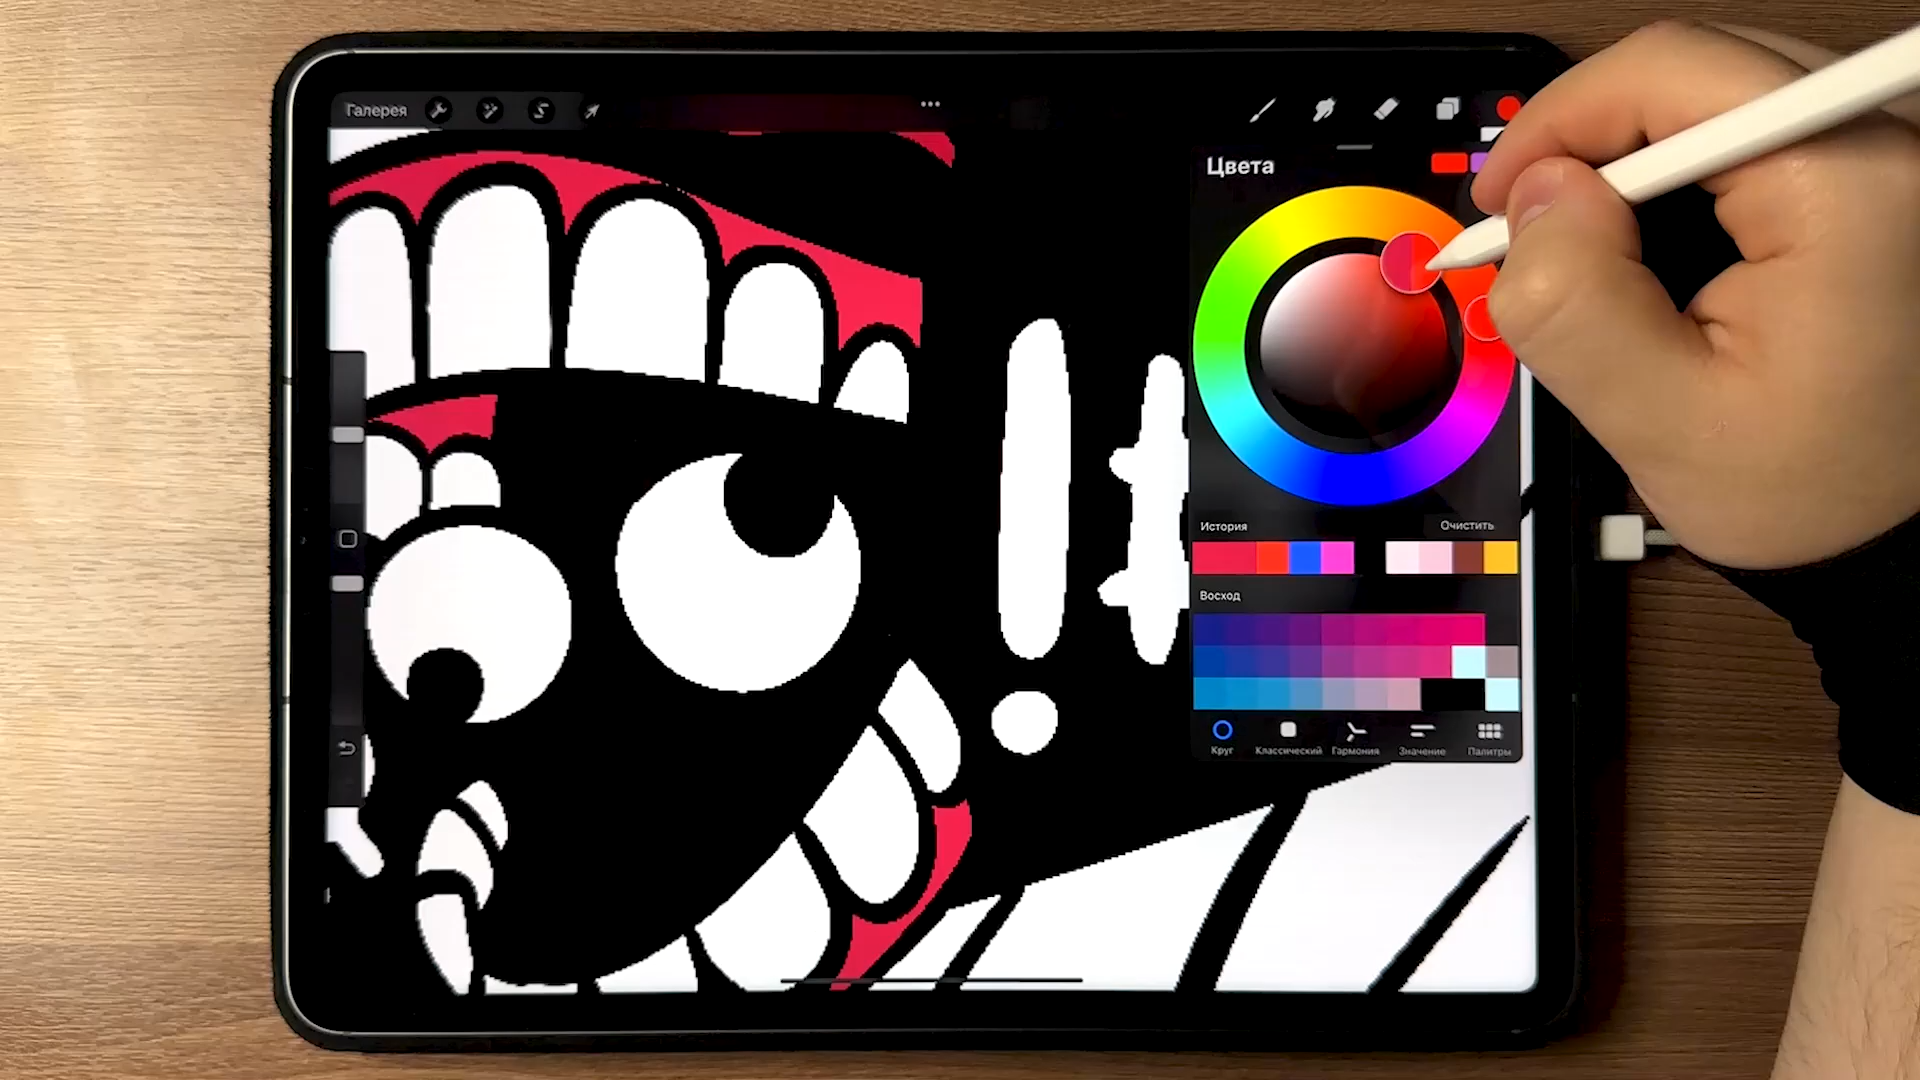 Галерея
Цвета
История
Очистить
Восход
Круг
Классический
Гармония
Значение
Палитры